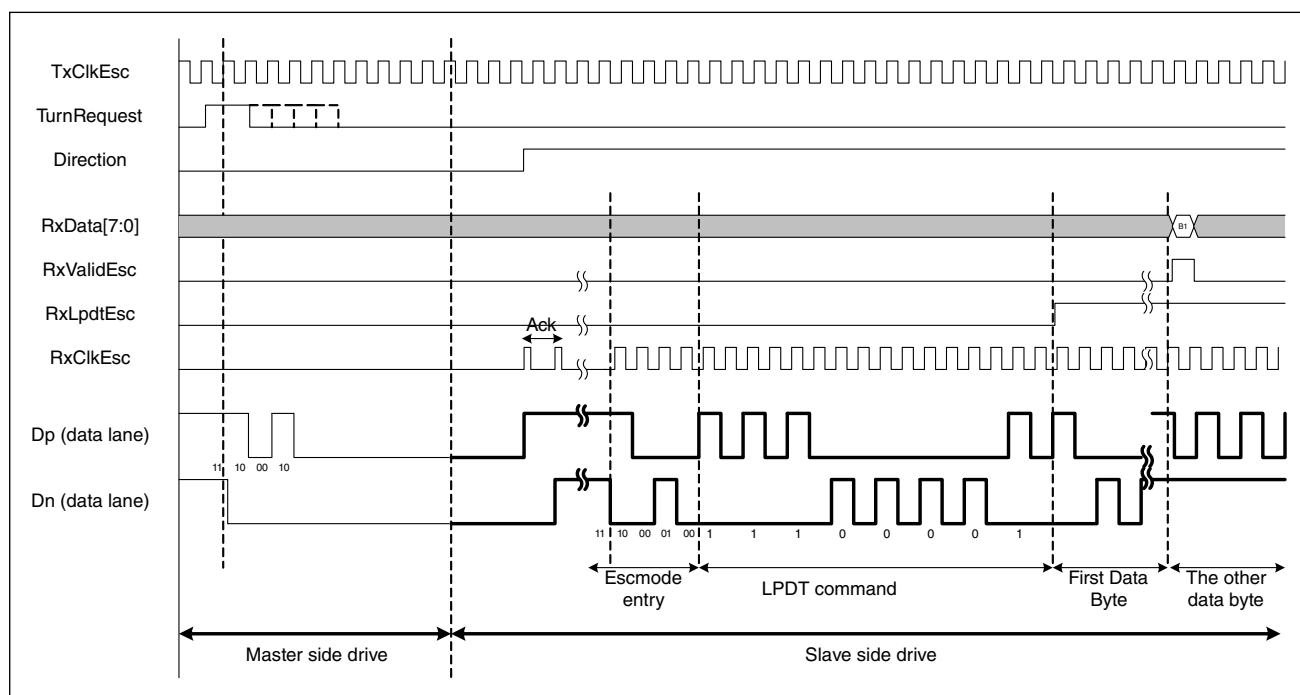 TxClkEsc
TurnRequest
Direction
RxData[7:0]
B1
RxValidEsc
RxLpdtEsc
Ack
RxClkEsc
Dp (data lane)
11 10 00 10
Dn (data lane)
11 10 00 01 00 1 1 1 0 0 0 0 1
Escmode
entry
LPDT command
First Data
Byte
The other
data byte
Master side drive
Slave side drive